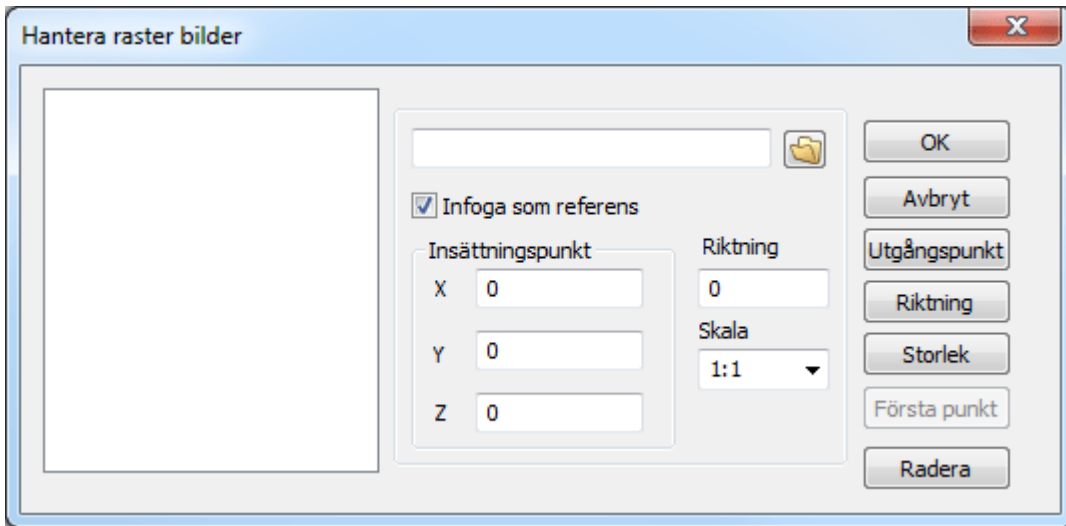 Hantera raster bilder
Infoga som referens
Insättningspunkt
X 0
Y 0
Z 0
Riktning
0
Skala
1:1
OK
Avbryt
Utgångspunkt
Riktning
Storlek
Första punkt
Radera